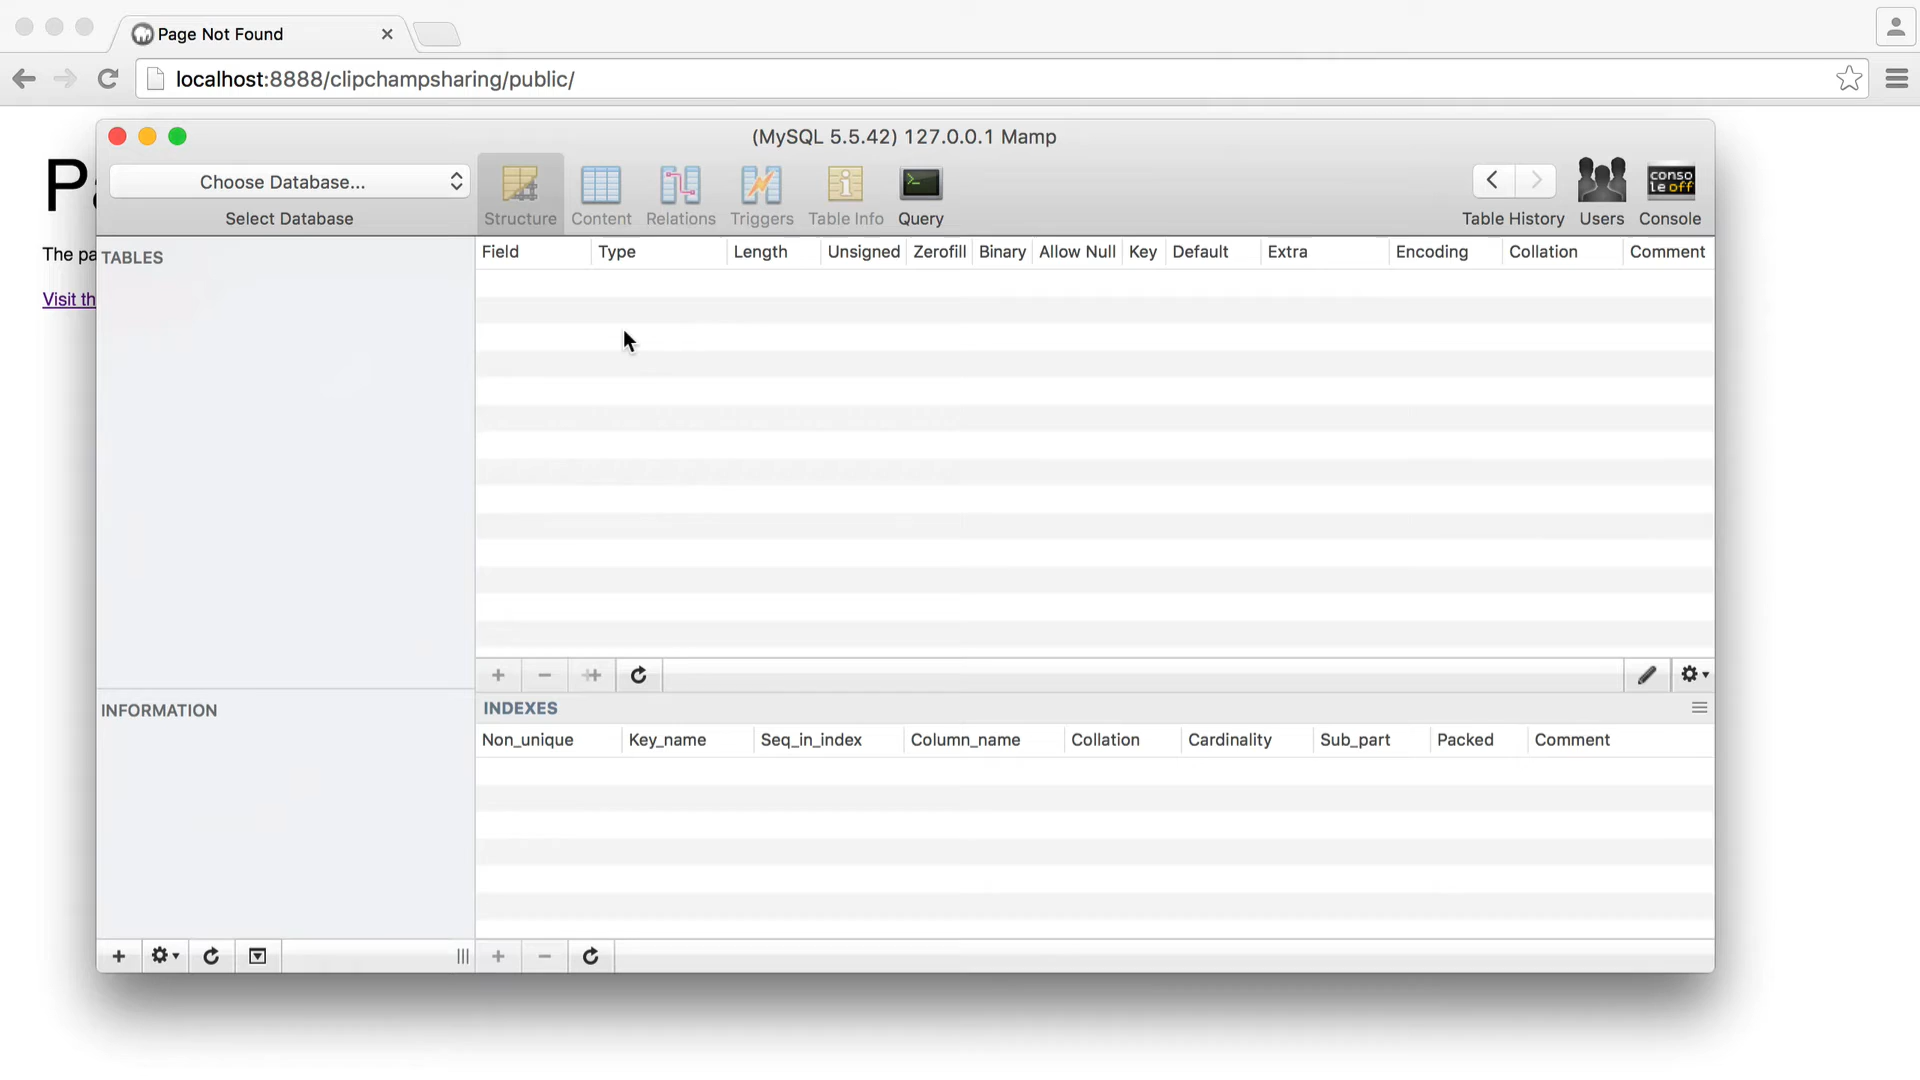 Page Not Found
localhost:8888/clipchampsharing/public/
(MySQL 5.5.42) 127.0.0.1 Mamp
Choose Database...
Select Database
Structure
Content
Relations
Triggers
Table Info
Query
Table History
Users
conso
le off
Console
The pa
Visit th
TABLES
Field Type Length Unsigned Zerofill Binary Allow Null Key Default Extra Encoding Collation Comment
INFORMATION
INDEXES
Non_unique Key_name Seq_in_index Column_name Collation Cardinality Sub_part Packed Comment